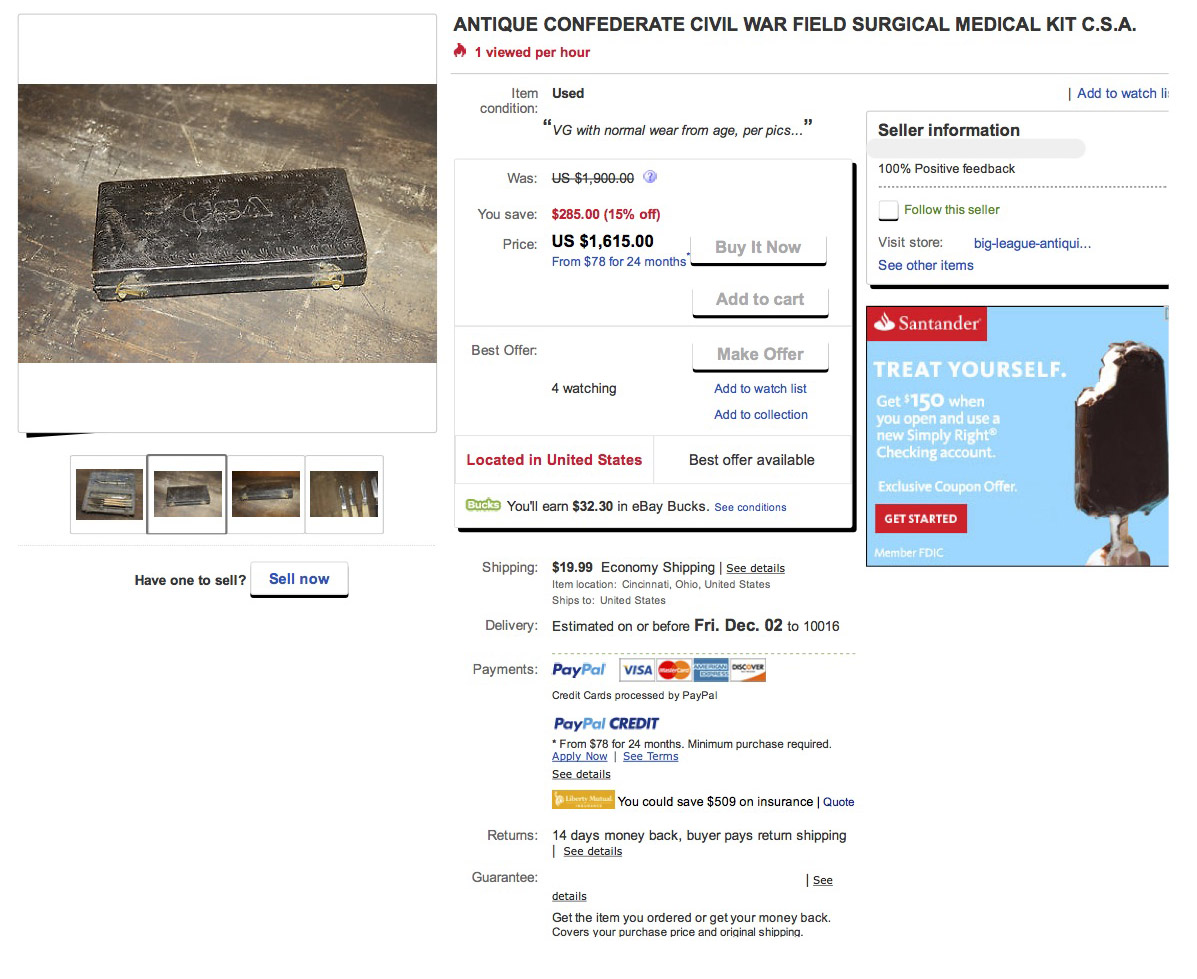 ANTIQUE CONFEDERATE CIVIL WAR FIELD SURGICAL MEDICAL KIT C.S.A.
1 viewed per hour
Item condition: Used
“VG with normal wear from age, per pics...”
| Add to watch li
CSA
Was: US $1,900.00
You save: $285.00 (15% off)
Price: US $1,615.00
From $78 for 24 months*
Buy It Now
Add to cart
Best Offer:
Make Offer
4 watching
Add to watch list
Add to collection
Located in United States
Best offer available
Bucks You'll earn $32.30 in eBay Bucks. See conditions
Have one to sell? Sell now
Shipping: $19.99 Economy Shipping | See details
Item location: Cincinnati, Ohio, United States
Ships to: United States
Delivery: Estimated on or before Fri. Dec. 02 to 10016
Payments: PayPal VISA MasterCard AMERICAN EXPRESS DISCOVER
Credit Cards processed by PayPal
PayPal CREDIT
* From $78 for 24 months. Minimum purchase required.
Apply Now | See Terms
See details
Liberty Mutual INSURANCE You could save $509 on insurance | Quote
Returns: 14 days money back, buyer pays return shipping
| See details
Guarantee: | See
details
Get the item you ordered or get your money back.
Covers your purchase price and original shipping.
Seller information
100% Positive feedback
Follow this seller
Visit store: big-league-antiqui...
See other items
Santander
TREAT YOURSELF.
Get $150 when
you open and use a
new Simply Right®
Checking account.
Exclusive Coupon Offer.
GET STARTED
Member FDIC